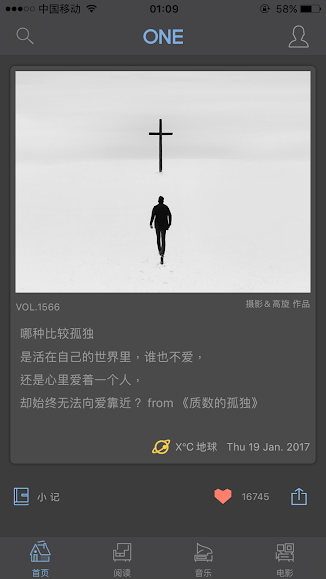 中国移动 01:09 58%
ONE
VOL.1566 摄影&高旋 作品
哪种比较孤独
是活在自己的世界里，谁也不爱，
还是心里爱着一个人，
却始终无法向爱靠近？ from 《质数的孤独》
X°C 地球 Thu 19 Jan. 2017
小 记 16745
首页 阅读 音乐 电影